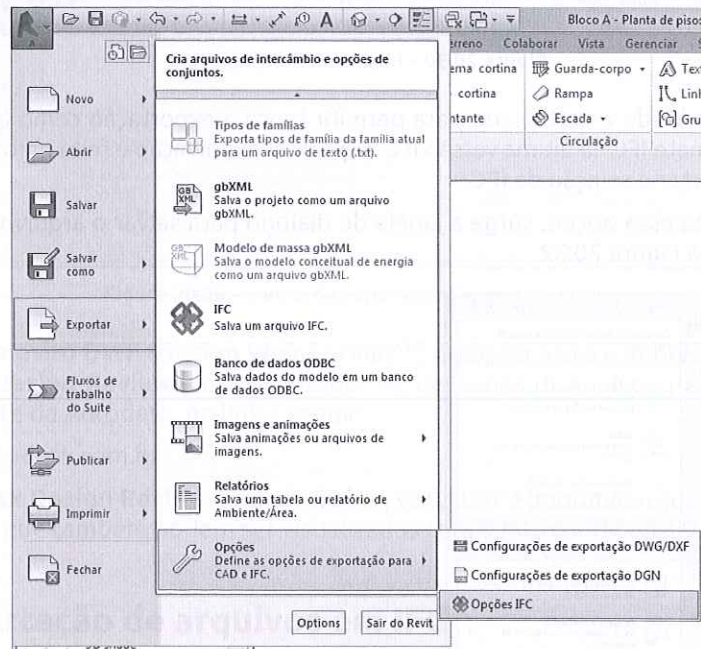 Bloco A - Planta de pisos
erreno Colaborar Vista Gerenciar
ema cortina
Guarda-corpo
Tex
cortina
Rampa
Linh
ntante
Escada
Gru
Circulação
Cria arquivos de intercâmbio e opções de
conjuntos.
Novo
Abrir
Salvar
Salvar
como
Exportar
Fluxos de
trabalho
do Suite
Publicar
Imprimir
Fechar
Tipos de famílias
Exporta tipos de família da família atual
para um arquivo de texto (.txt).
gbXML
Salva o projeto como um arquivo
gbXML.
Modelo de massa gbXML
Salva o modelo conceitual de energia
como um arquivo gbXML.
IFC
Salva um arquivo IFC.
Banco de dados ODBC
Salva dados do modelo em um banco
de dados ODBC.
Imagens e animações
Salva animações ou arquivos de
imagens.
Relatórios
Salva uma tabela ou relatório de
Ambiente/Área.
Opções
Define as opções de exportação para
CAD e IFC.
Configurações de exportação DWG/DXF
Configurações de exportação DGN
Opções IFC
Options
Sair do Revit